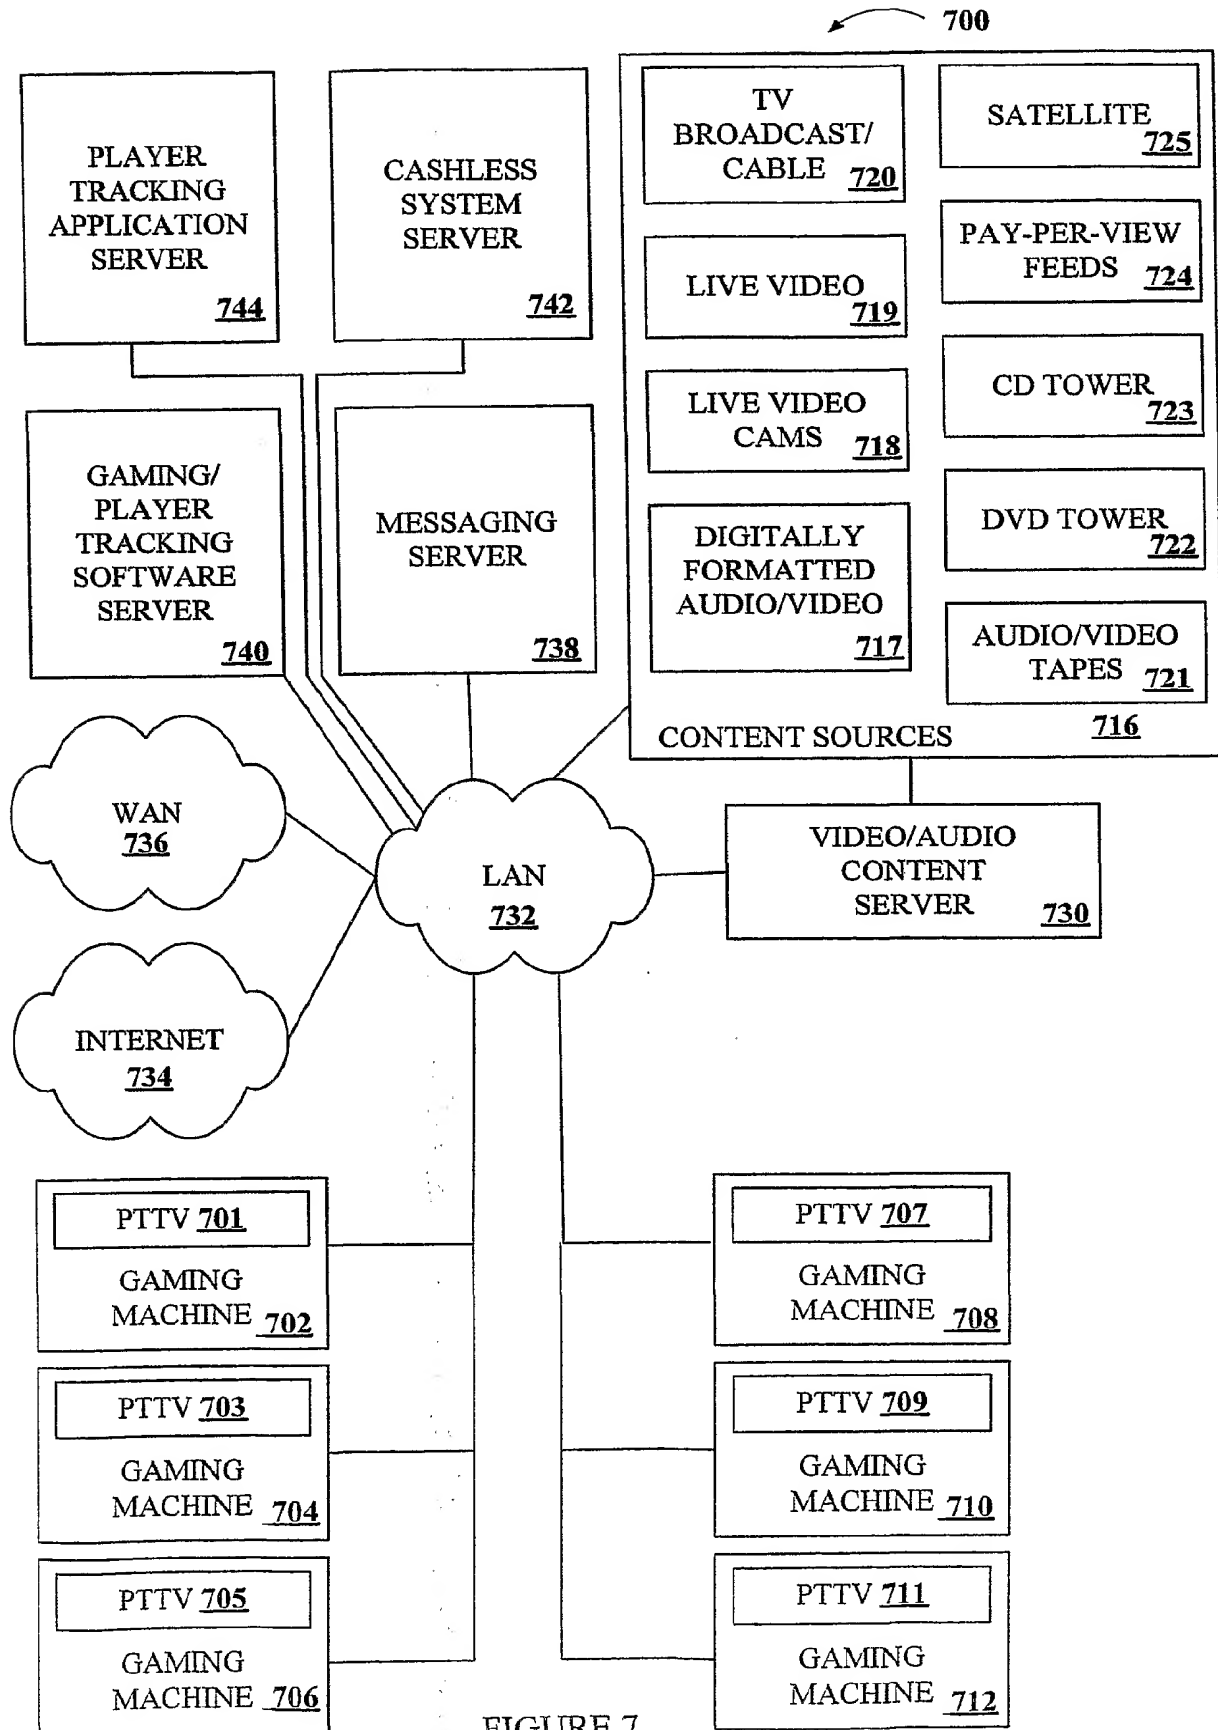 700
PLAYER
TRACKING
APPLICATION
SERVER
744
CASHLESS
SYSTEM
SERVER
742
TV
BROADCAST/
CABLE 720
SATELLITE
725
LIVE VIDEO
719
PAY-PER-VIEW
FEEDS 724
LIVE VIDEO
CAMS 718
CD TOWER
723
DIGITALLY
FORMATTED
AUDIO/VIDEO
717
DVD TOWER
722
AUDIO/VIDEO
TAPES 721
CONTENT SOURCES 716
GAMING/
PLAYER
TRACKING
SOFTWARE
SERVER
740
MESSAGING
SERVER
738
WAN
736
LAN
732
VIDEO/AUDIO
CONTENT
SERVER 730
INTERNET
734
PTTV 701
GAMING
MACHINE 702
PTTV 703
GAMING
MACHINE 704
PTTV 705
GAMING
MACHINE 706
PTTV 707
GAMING
MACHINE 708
PTTV 709
GAMING
MACHINE 710
PTTV 711
GAMING
MACHINE 712
FIGURE 7